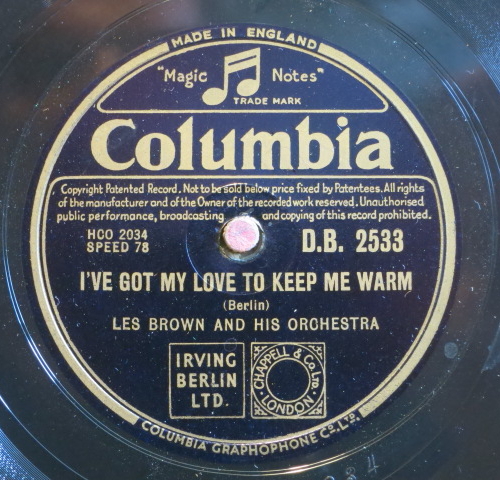 MADE IN ENGLAND
"Magic Notes"
TRADE MARK
Columbia
Copyright Patented Record. Not to be sold below price fixed by Patentees. All rights
of the manufacturer and of the Owner of the recorded work reserved. Unauthorised
public performance, broadcasting and copying of this record prohibited.
HCO 2034
SPEED 78
D.B. 2533
I'VE GOT MY LOVE TO KEEP ME WARM
(Berlin)
LES BROWN AND HIS ORCHESTRA
IRVING
BERLIN
LTD.
CHAPPELL & Co. Ltd.
LONDON
COLUMBIA GRAPHOPHONE Co. LTD.